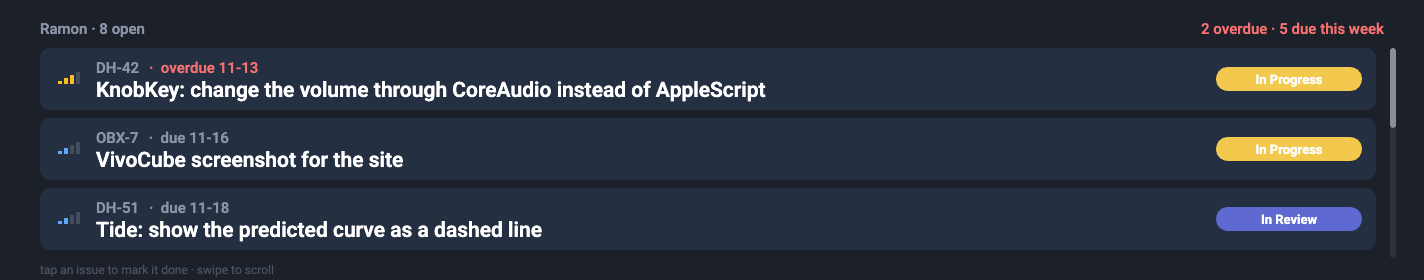 Ramon · 8 open
2 overdue · 5 due this week
DH-42 · overdue 11-13
KnobKey: change the volume through CoreAudio instead of AppleScript
In Progress
OBX-7 · due 11-16
VivoCube screenshot for the site
In Progress
DH-51 · due 11-18
Tide: show the predicted curve as a dashed line
In Review
tap an issue to mark it done · swipe to scroll